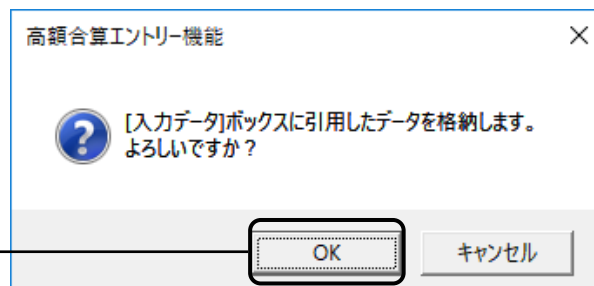 高額合算エントリー機能
[入力データ]ボックスに引用したデータを格納します。
よろしいですか？
OK
キャンセル